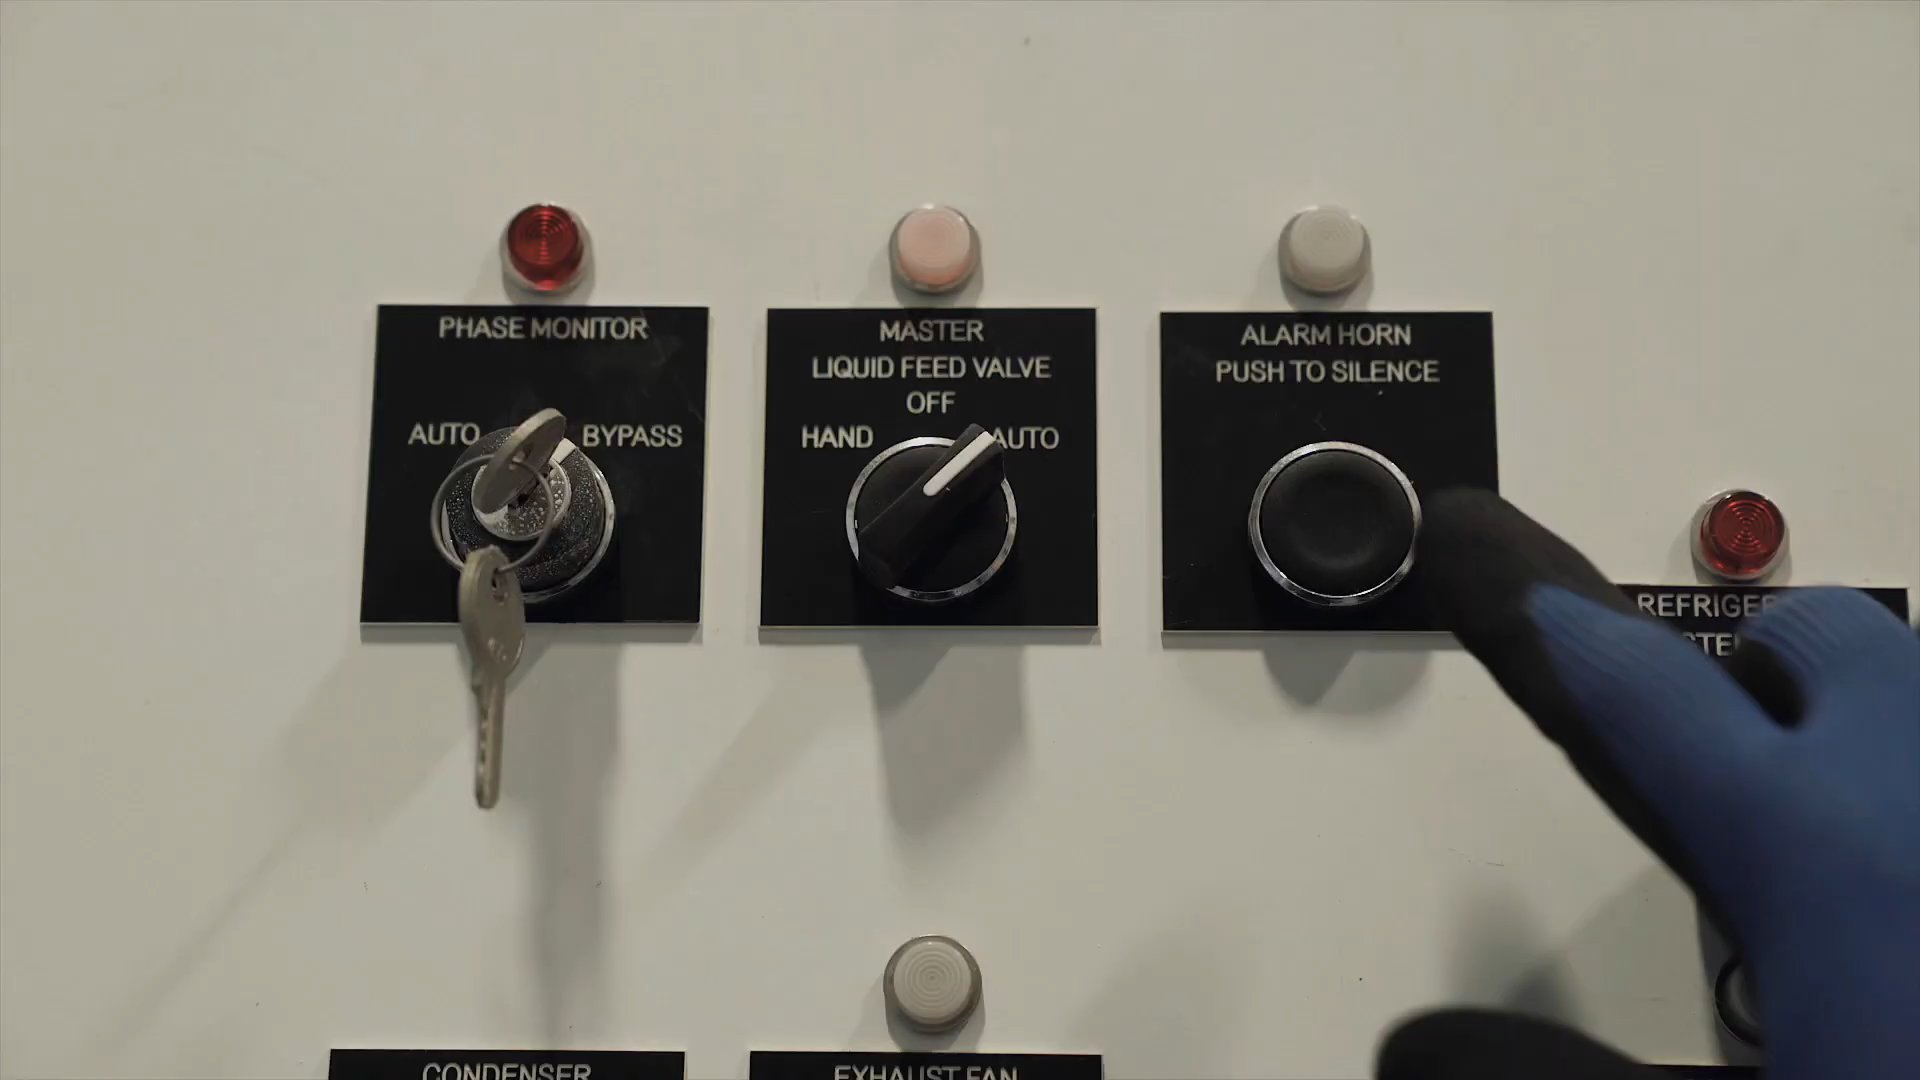 PHASE MONITOR
AUTO BYPASS
MASTER
LIQUID FEED VALVE
OFF
HAND AUTO
ALARM HORN
PUSH TO SILENCE
CONDENSER
EXHAUST FAN